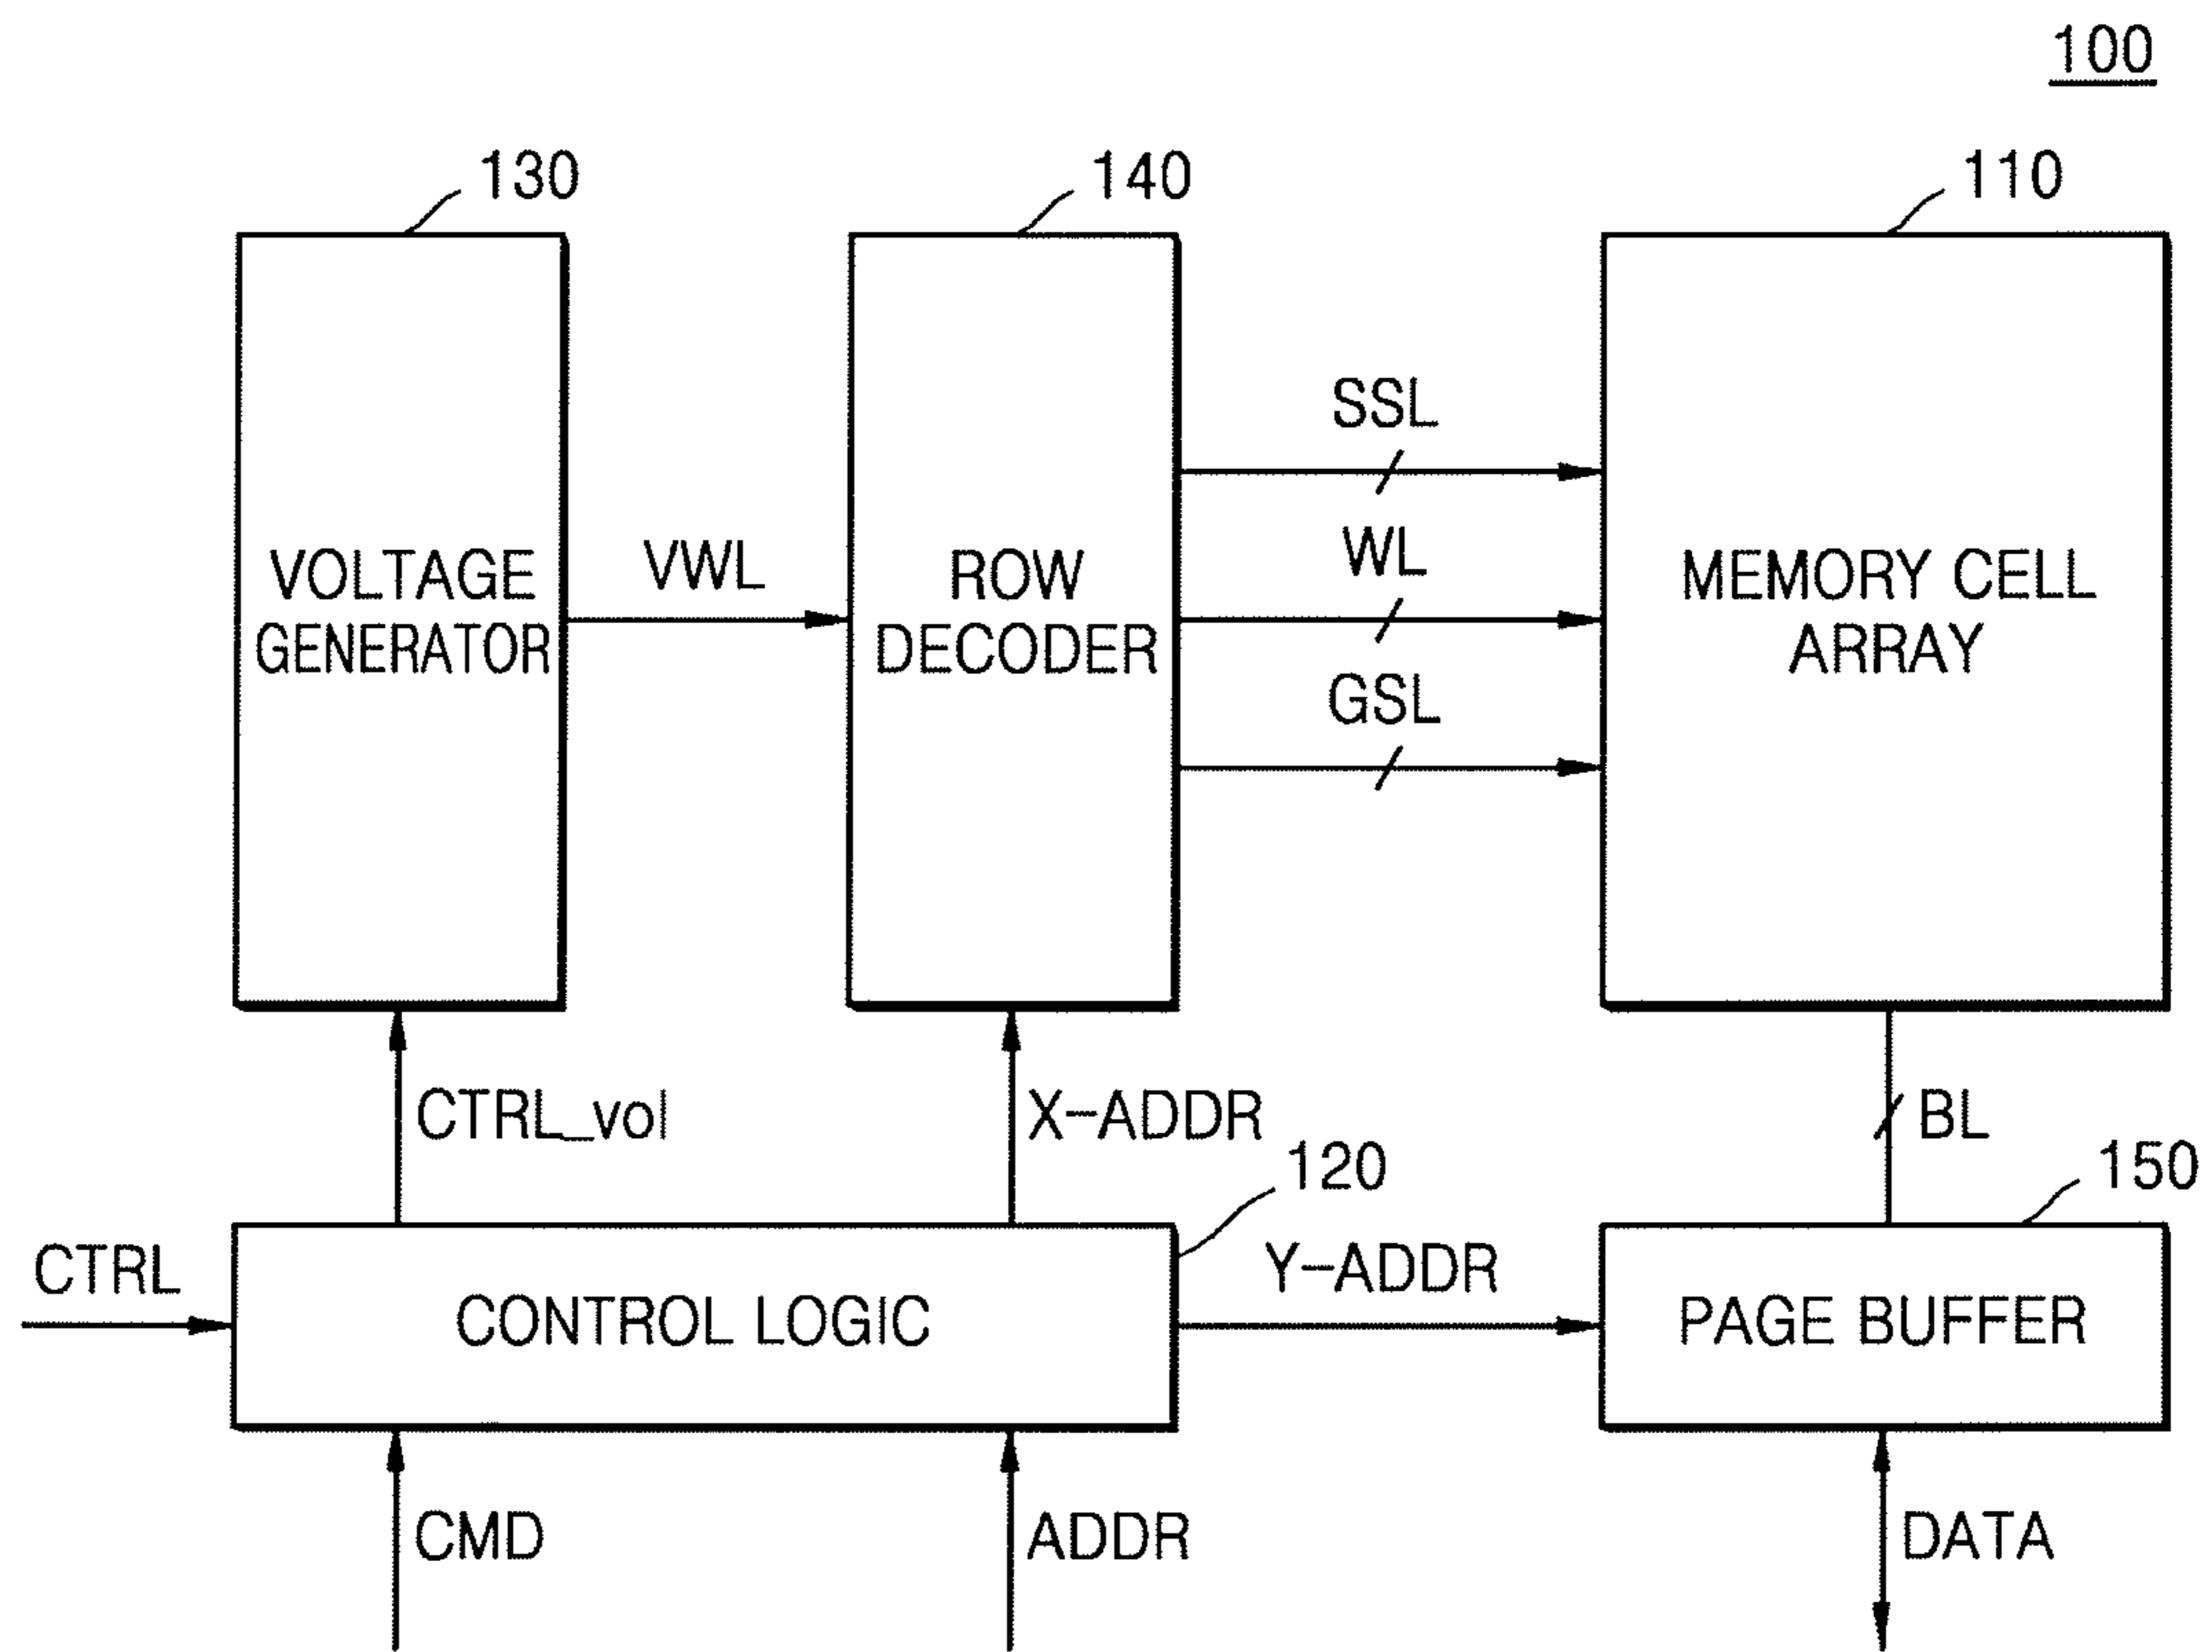 100
130
140
110
VOLTAGE
GENERATOR
VWL
ROW
DECODER
SSL
WL
GSL
MEMORY CELL
ARRAY
CTRL_vol
X-ADDR
BL
120
150
CTRL
CONTROL LOGIC
Y-ADDR
PAGE BUFFER
CMD
ADDR
DATA